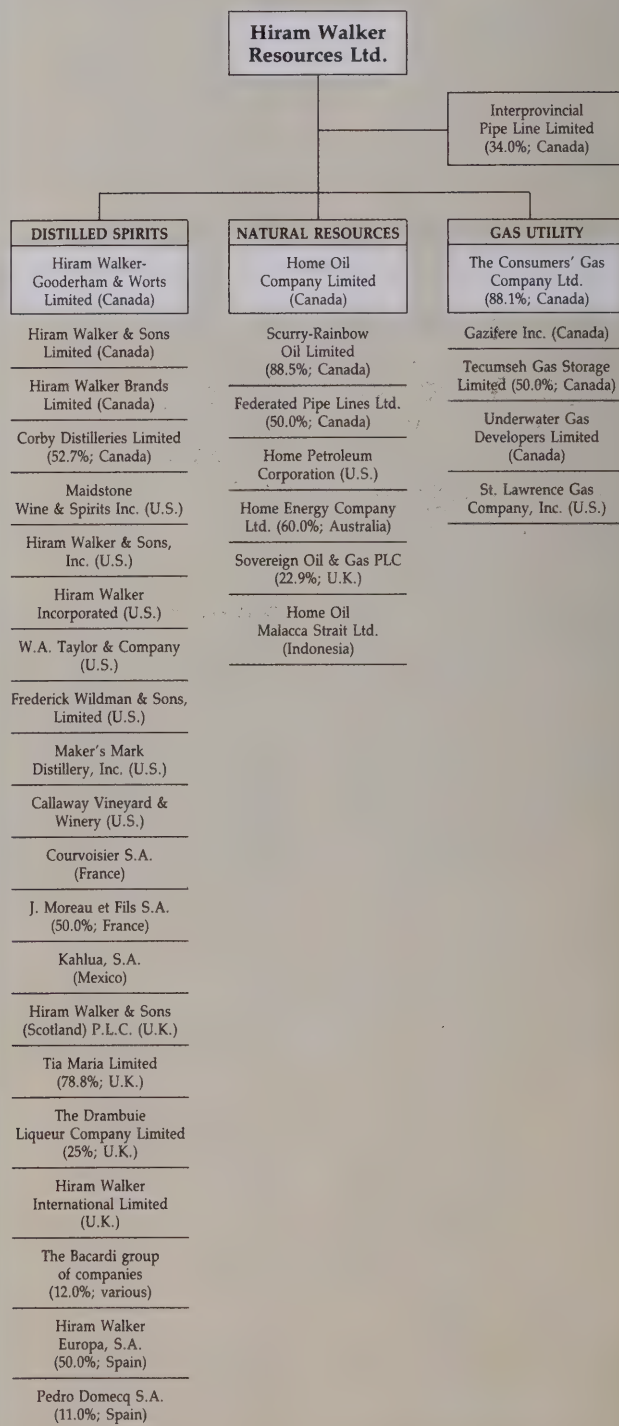 Hiram Walker
Resources Ltd.
Interprovincial
Pipe Line Limited
(34.0%; Canada)
DISTILLED SPIRITS
Hiram Walker-
Gooderham & Worts
Limited (Canada)
Hiram Walker & Sons
Limited (Canada)
Hiram Walker Brands
Limited (Canada)
Corby Distilleries Limited
(52.7%; Canada)
Maidstone
Wine & Spirits Inc. (U.S.)
Hiram Walker & Sons,
Inc. (U.S.)
Hiram Walker
Incorporated (U.S.)
W.A. Taylor & Company
(U.S.)
Frederick Wildman & Sons,
Limited (U.S.)
Maker's Mark
Distillery, Inc. (U.S.)
Callaway Vineyard &
Winery (U.S.)
Courvoisier S.A.
(France)
J. Moreau et Fils S.A.
(50.0%; France)
Kahlua, S.A.
(Mexico)
Hiram Walker & Sons
(Scotland) P.L.C. (U.K.)
Tia Maria Limited
(78.8%; U.K.)
The Drambuie
Liqueur Company Limited
(25%; U.K.)
Hiram Walker
International Limited
(U.K.)
The Bacardi group
of companies
(12.0%; various)
Hiram Walker
Europa, S.A.
(50.0%; Spain)
Pedro Domecq S.A.
(11.0%; Spain)
NATURAL RESOURCES
Home Oil
Company Limited
(Canada)
Scurry-Rainbow
Oil Limited
(88.5%; Canada)
Federated Pipe Lines Ltd.
(50.0%; Canada)
Home Petroleum
Corporation (U.S.)
Home Energy Company
Ltd. (60.0%; Australia)
Sovereign Oil & Gas PLC
(22.9%; U.K.)
Home Oil
Malacca Strait Ltd.
(Indonesia)
GAS UTILITY
The Consumers' Gas
Company Ltd.
(88.1%; Canada)
Gazifere Inc. (Canada)
Tecumseh Gas Storage
Limited (50.0%; Canada)
Underwater Gas
Developers Limited
(Canada)
St. Lawrence Gas
Company, Inc. (U.S.)